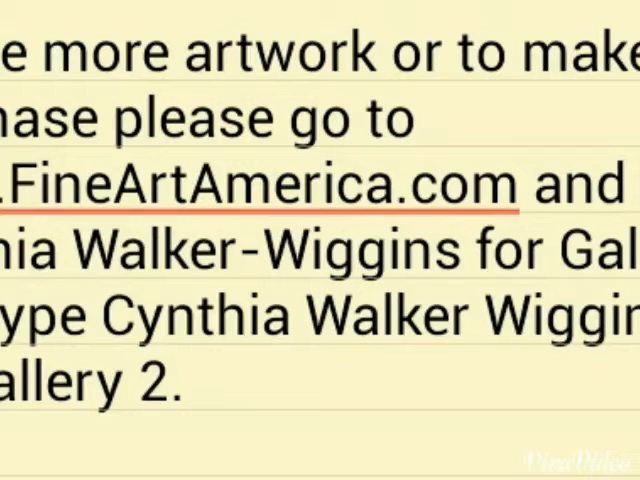 e more artwork or to make
hase please go to
.FineArtAmerica.com and
hia Walker-Wiggins for Gal
ype Cynthia Walker Wiggin
allery 2.
VivaVideo